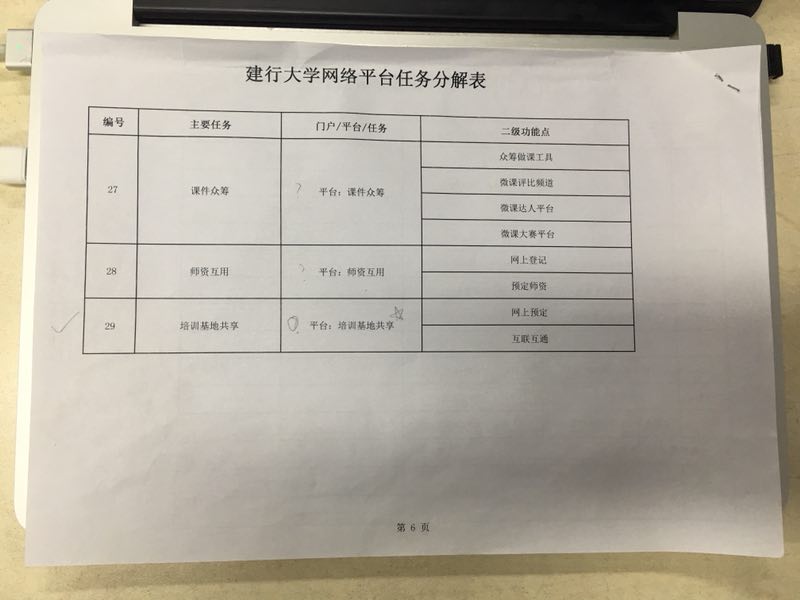 建行大学网络平台任务分解表
编号 主要任务 门户/平台/任务 二级功能点
27 课件众筹 ? 平台：课件众筹 众筹做课工具
微课评比频道
微课达人平台
微课大赛平台
28 师资互用 ? 平台：师资互用 网上登记
预定师资
29 培训基地共享 平台：培训基地共享 网上预定
互联互通
第 6 页